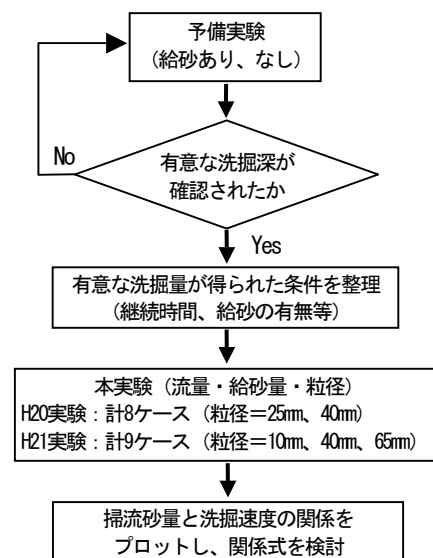 予備実験
(給砂あり、なし)
No
有意な洗掘深が
確認されたか
Yes
有意な洗掘量が得られた条件を整理
(継続時間、給砂の有無等)
本実験（流量・給砂量・粒径）
H20実験：計8ケース（粒径＝25㎜、40㎜）
H21実験：計9ケース（粒径＝10㎜、40㎜、65㎜）
掃流砂量と洗掘速度の関係を
プロットし、関係式を検討